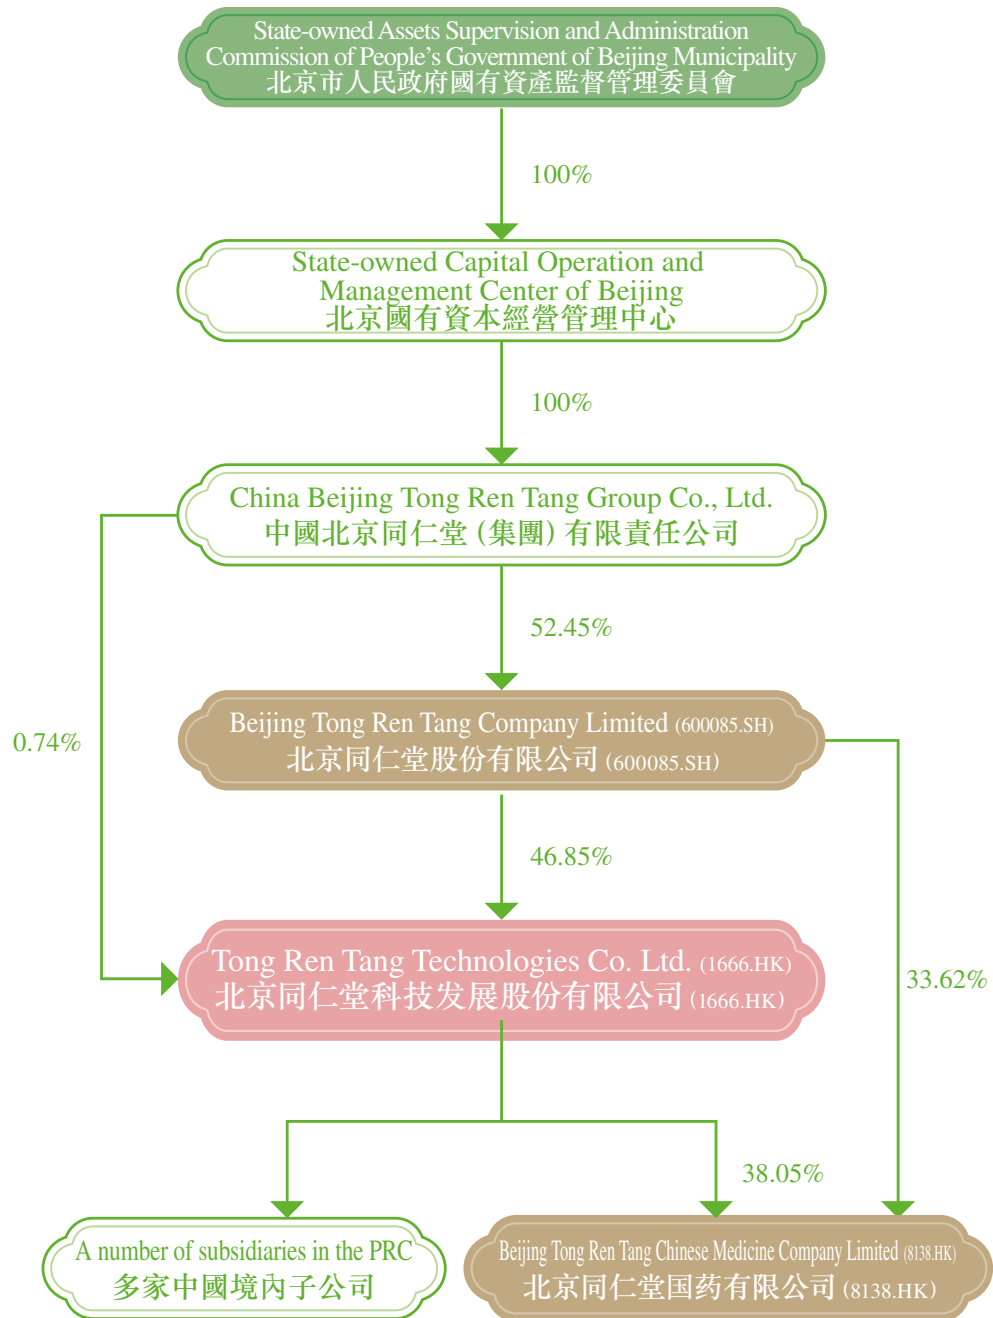 State-owned Assets Supervision and Administration
Commission of People's Government of Beijing Municipality
北京市人民政府國有資產監督管理委員會
100%
State-owned Capital Operation and
Management Center of Beijing
北京國有資本經營管理中心
100%
China Beijing Tong Ren Tang Group Co., Ltd.
中國北京同仁堂（集團）有限責任公司
52.45%
0.74%
Beijing Tong Ren Tang Company Limited (600085.SH)
北京同仁堂股份有限公司 (600085.SH)
46.85%
Tong Ren Tang Technologies Co. Ltd. (1666.HK)
北京同仁堂科技发展股份有限公司 (1666.HK)
33.62%
38.05%
A number of subsidiaries in the PRC
多家中國境內子公司
Beijing Tong Ren Tang Chinese Medicine Company Limited (8138.HK)
北京同仁堂国药有限公司 (8138.HK)